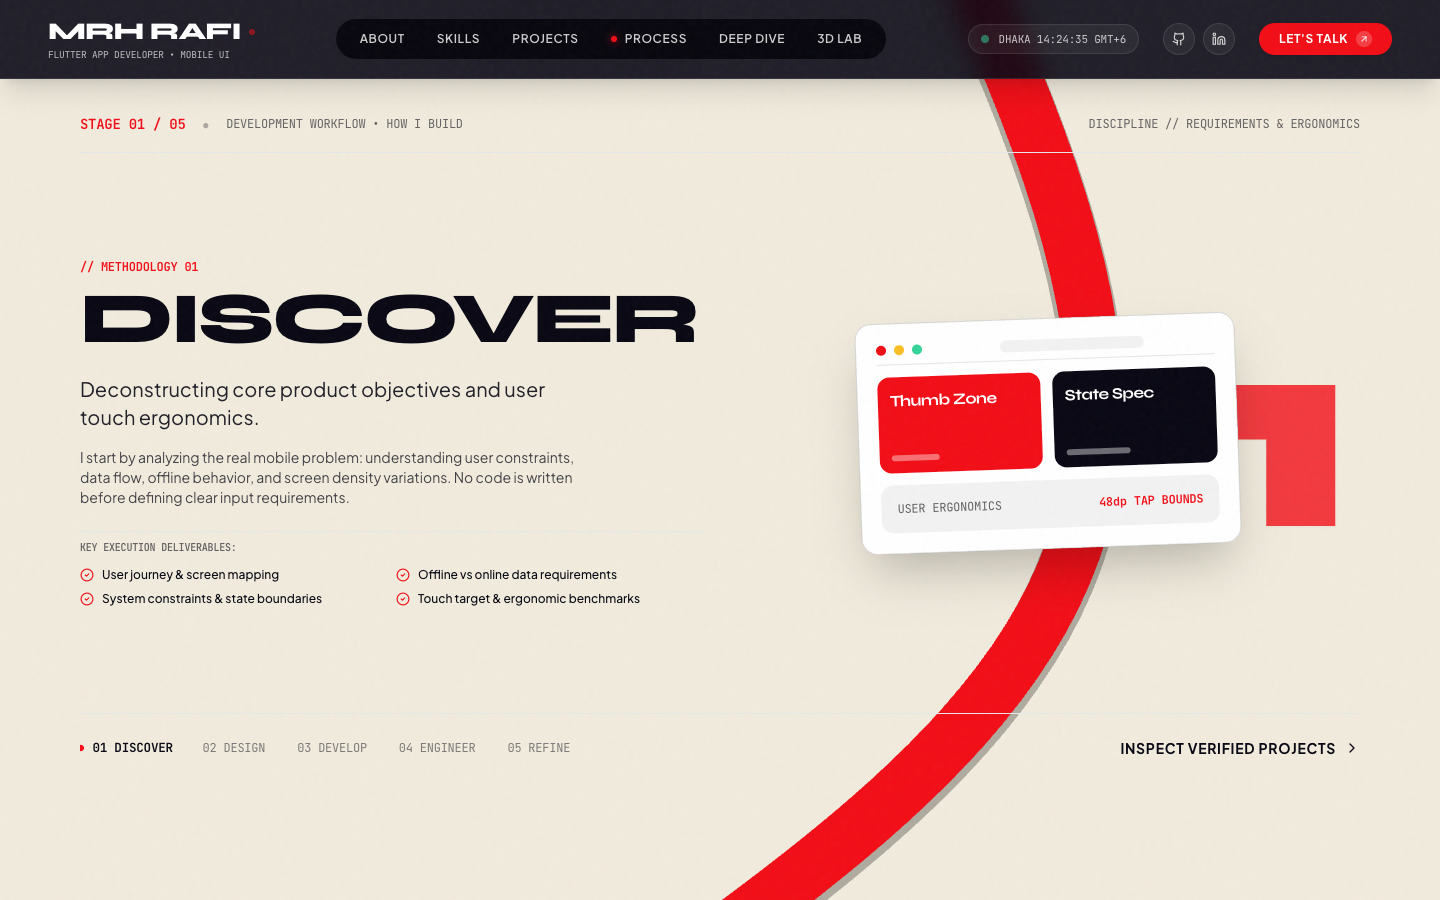 MRH RAFI
FLUTTER APP DEVELOPER • MOBILE UI
ABOUT
SKILLS
PROJECTS
PROCESS
DEEP DIVE
3D LAB
DHAKA 14:24:35 GMT+6
LET'S TALK
STAGE 01 / 05
DEVELOPMENT WORKFLOW • HOW I BUILD
DISCIPLINE // REQUIREMENTS & ERGONOMICS
// METHODOLOGY 01
DISCOVER
Deconstructing core product objectives and user
touch ergonomics.
I start by analyzing the real mobile problem: understanding user constraints,
data flow, offline behavior, and screen density variations. No code is written
before defining clear input requirements.
KEY EXECUTION DELIVERABLES:
User journey & screen mapping
Offline vs online data requirements
System constraints & state boundaries
Touch target & ergonomic benchmarks
Thumb Zone
State Spec
USER ERGONOMICS
48dp TAP BOUNDS
01 DISCOVER
02 DESIGN
03 DEVELOP
04 ENGINEER
05 REFINE
INSPECT VERIFIED PROJECTS